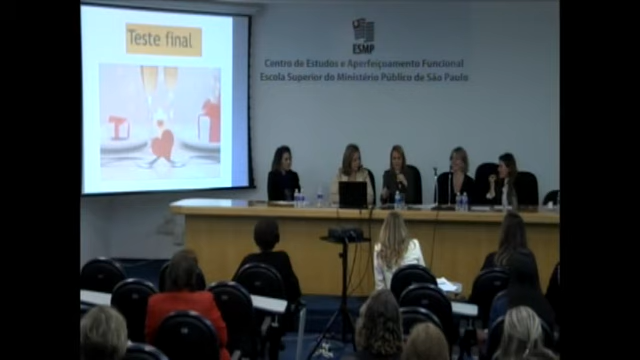 Teste final
ESMP
Centro de Estudos e Aperfeiçoamento Funcional
Escola Superior do Ministério Público de São Paulo